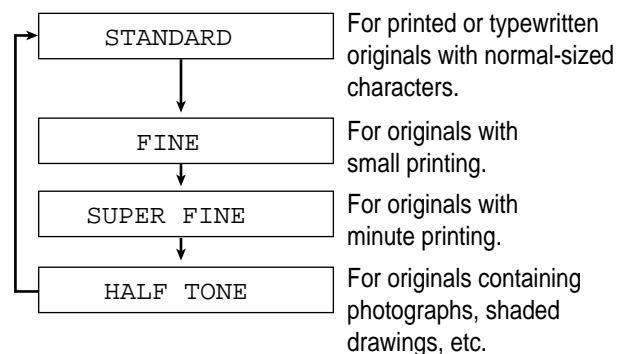 STANDARD
For printed or typewritten
originals with normal-sized
characters.
FINE
For originals with
small printing.
SUPER FINE
For originals with
minute printing.
HALF TONE
For originals containing
photographs, shaded
drawings, etc.